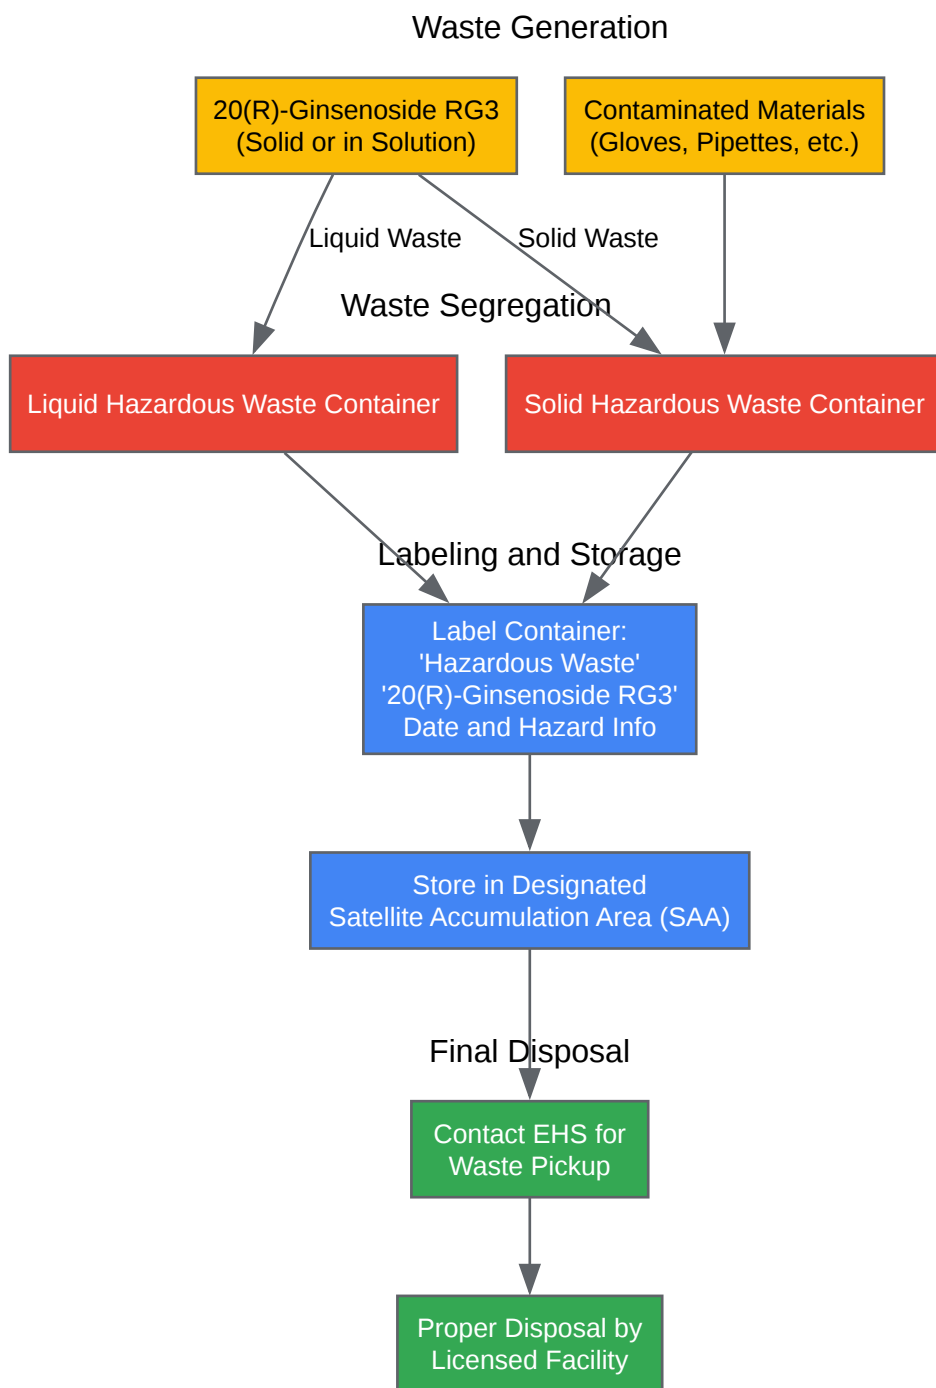 Waste Generation
20(R)-Ginsenoside RG3
(Solid or in Solution)
Contaminated Materials
(Gloves, Pipettes, etc.)
Liquid Waste
Solid Waste
Waste Segregation
Liquid Hazardous Waste Container
Solid Hazardous Waste Container
Labeling and Storage
Label Container:
'Hazardous Waste'
'20(R)-Ginsenoside RG3'
Date and Hazard Info
Store in Designated
Satellite Accumulation Area (SAA)
Final Disposal
Contact EHS for
Waste Pickup
Proper Disposal by
Licensed Facility